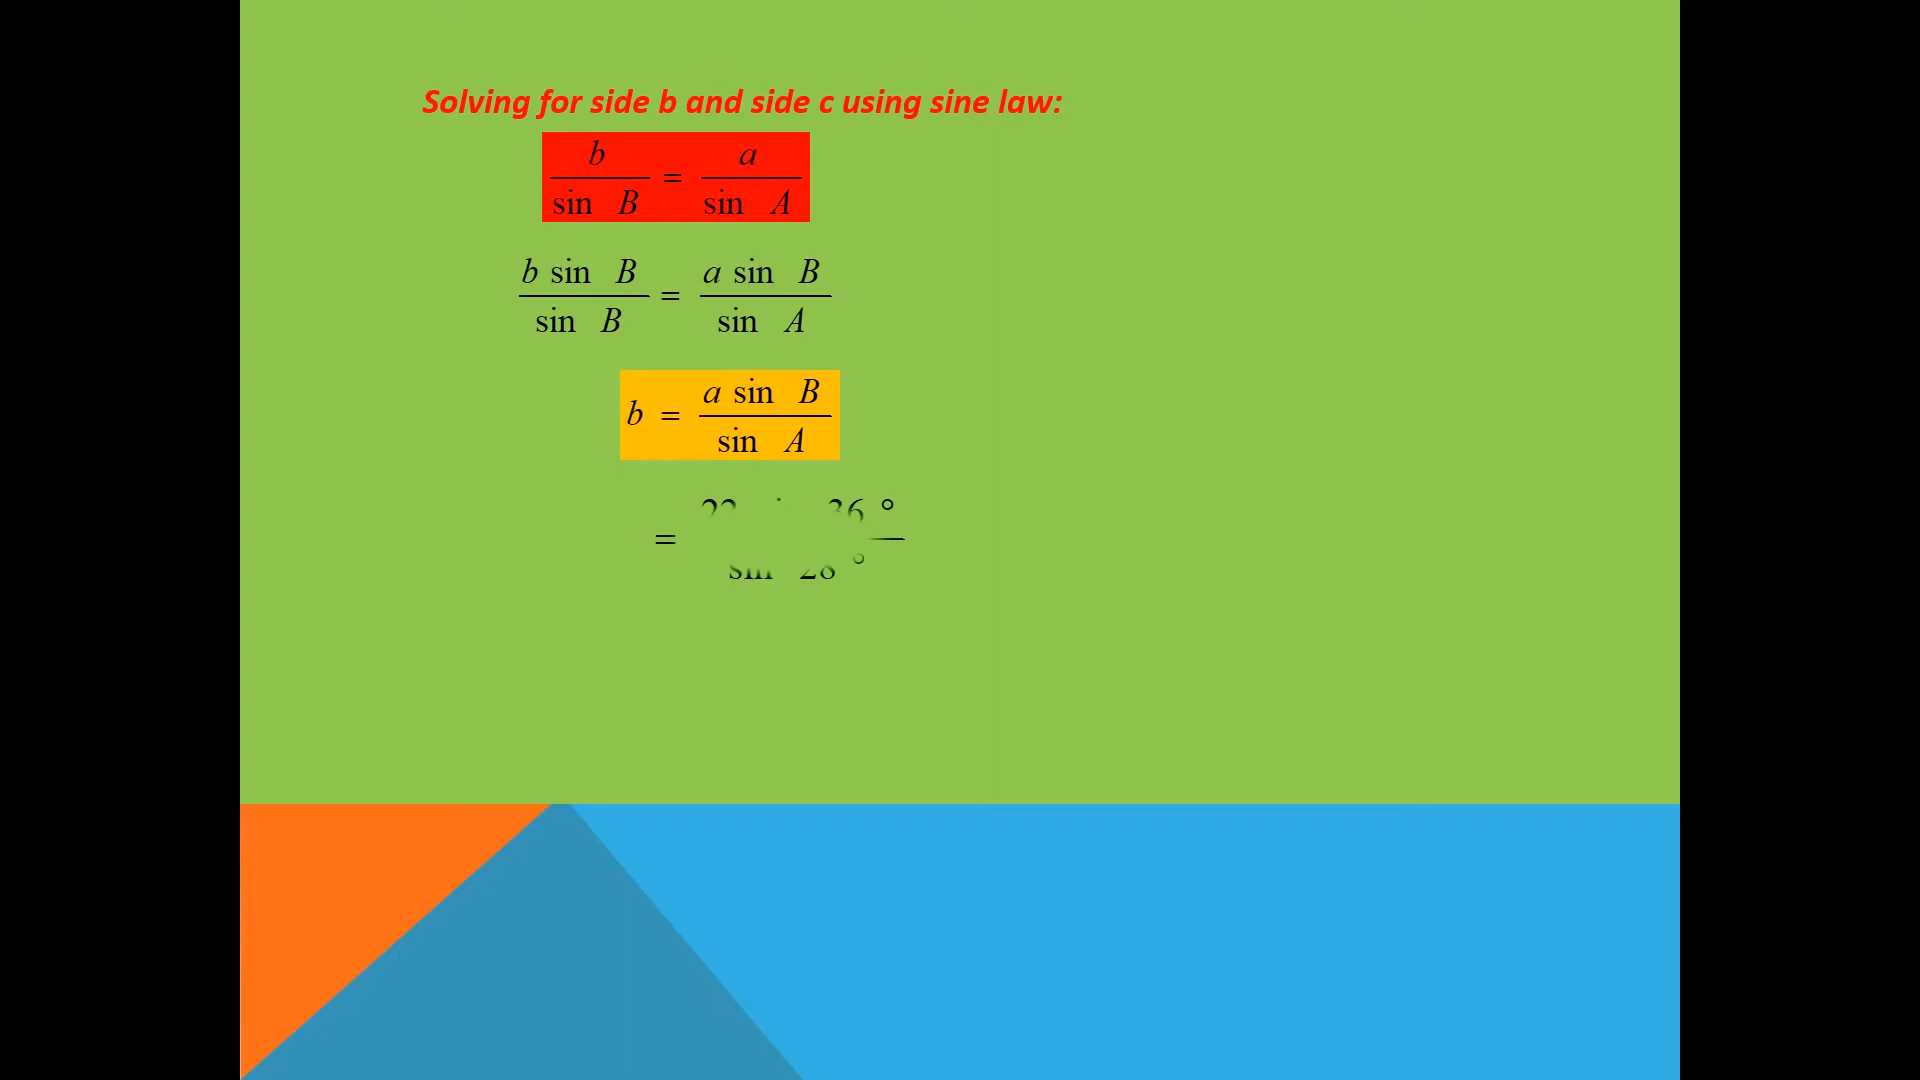 Solving for side b and side c using sine law:
b / sin B = a / sin A
b sin B / sin B = a sin B / sin A
b = a sin B / sin A
=